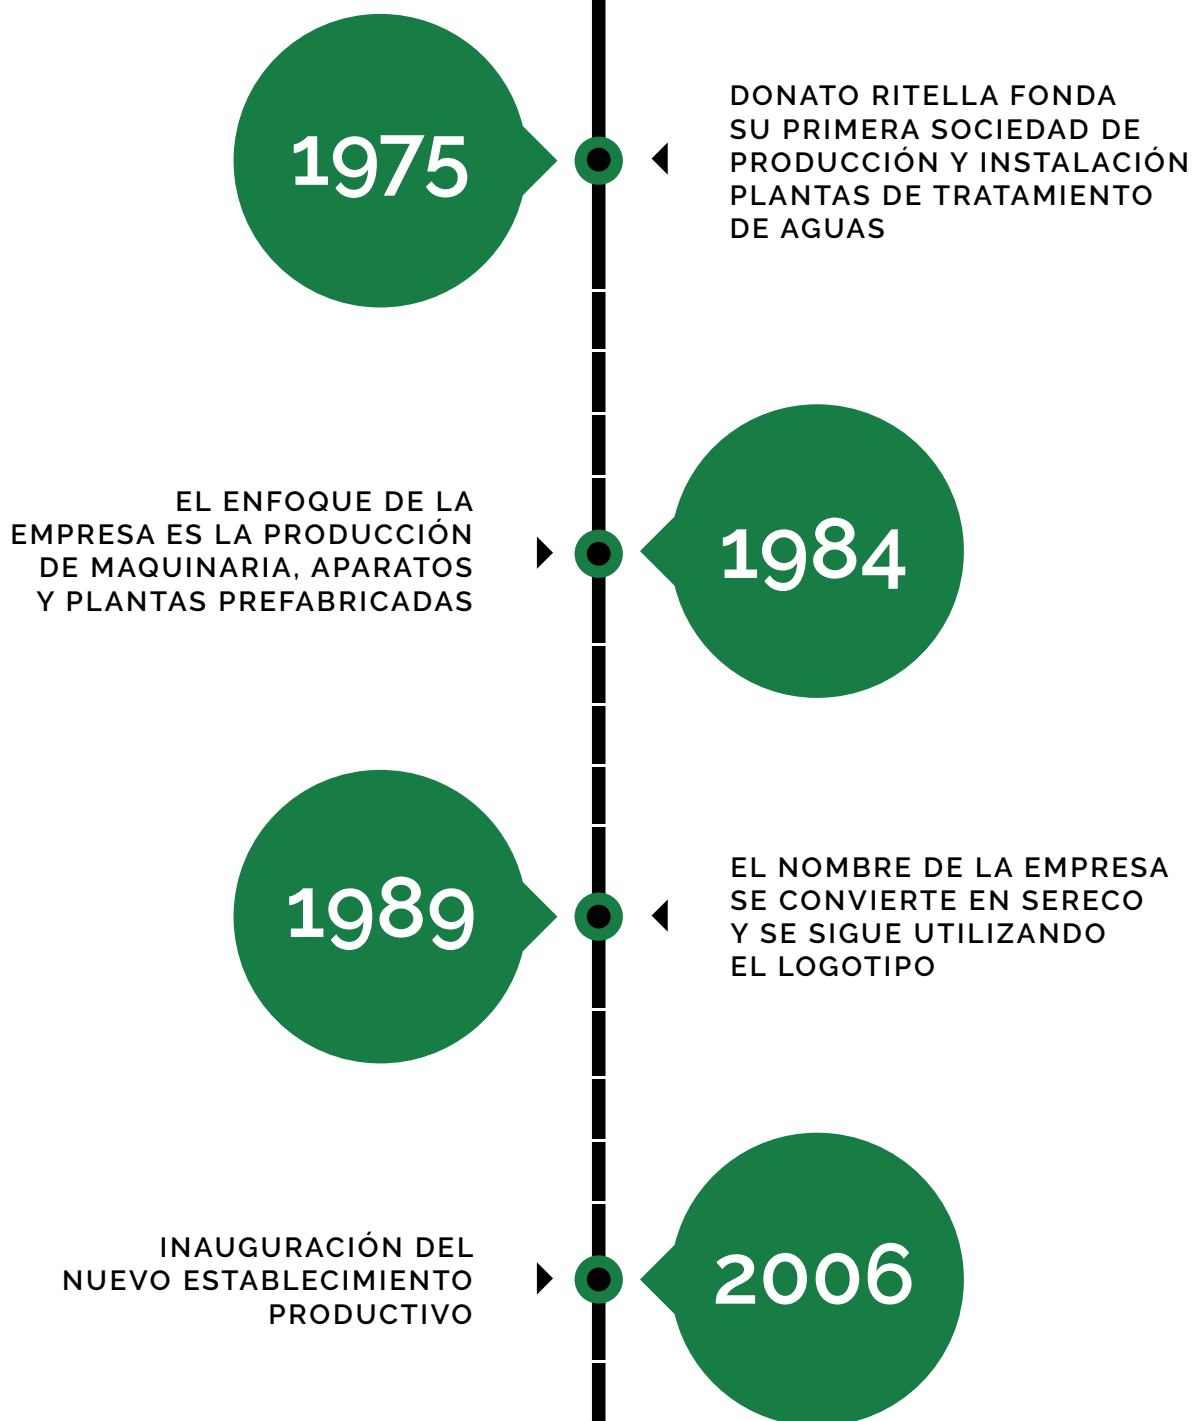 1975
DONATO RITELLA FONDA
SU PRIMERA SOCIEDAD DE
PRODUCCIÓN Y INSTALACIÓN
PLANTAS DE TRATAMIENTO
DE AGUAS
EL ENFOQUE DE LA
EMPRESA ES LA PRODUCCIÓN
DE MAQUINARIA, APARATOS
Y PLANTAS PREFABRICADAS
1984
1989
EL NOMBRE DE LA EMPRESA
SE CONVIERTE EN SERECO
Y SE SIGUE UTILIZANDO
EL LOGOTIPO
INAUGURACIÓN DEL
NUEVO ESTABLECIMIENTO
PRODUCTIVO
2006